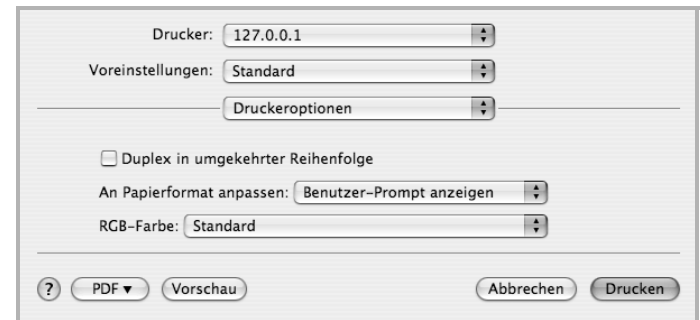 Drucker: 127.0.0.1
Voreinstellungen: Standard
Druckeroptionen
Duplex in umgekehrter Reihenfolge
An Papierformat anpassen: Benutzer-Prompt anzeigen
RGB-Farbe: Standard
? PDF ▼ Vorschau Abbrechen Drucken